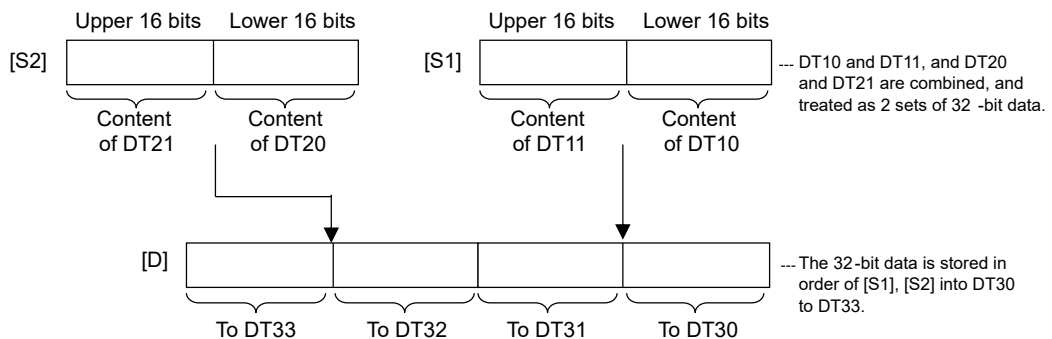 Upper 16 bits Lower 16 bits Upper 16 bits Lower 16 bits
[S2] [S1]
--- DT10 and DT11, and DT20
and DT21 are combined, and
treated as 2 sets of 32 -bit data.
Content Content Content Content
of DT21 of DT20 of DT11 of DT10
[D]
--- The 32-bit data is stored in
order of [S1], [S2] into DT30
to DT33.
To DT33 To DT32 To DT31 To DT30